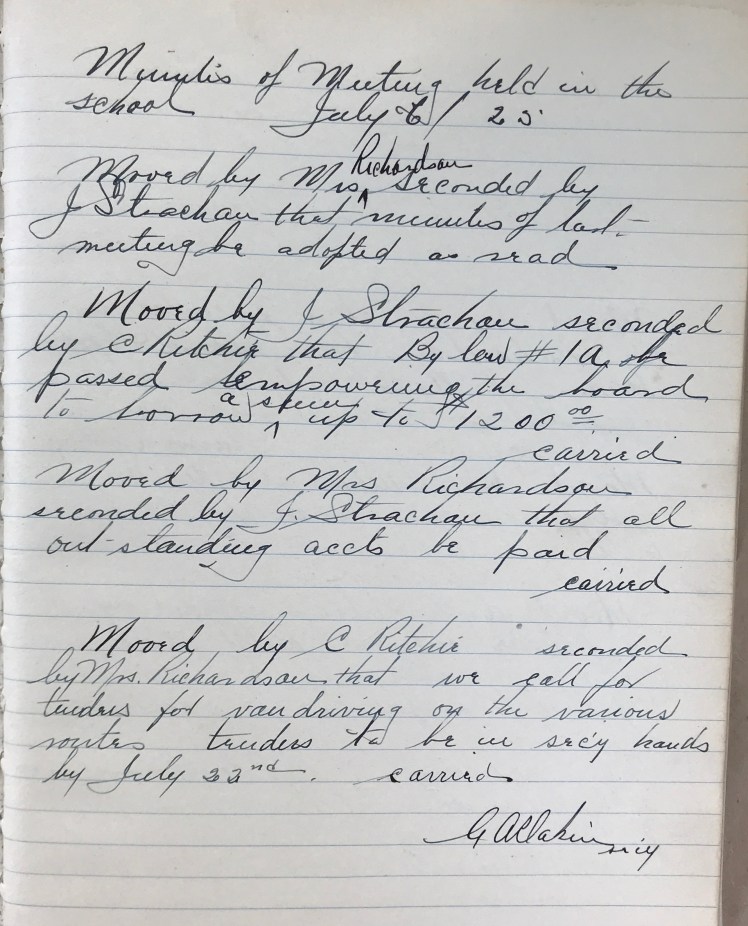 Minutes of Meeting held in the
school July 6/ 25
Moved by Mrs Richardson seconded by
J Strachan that minutes of last
meeting be adopted as read
Moved by J Strachan seconded
by C Ritchie that By law #1A be
passed empowering the board
to borrow a sum up to $1200.00
carried
Moved by Mrs Richardson
seconded by J. Strachan that all
out-standing accts be paid
carried
Moved by C Ritchie seconded
by Mrs. Richardson that we call for
tenders for van driving on the various
routes tenders to be in sec'y hands
by July 22nd. carried
secy